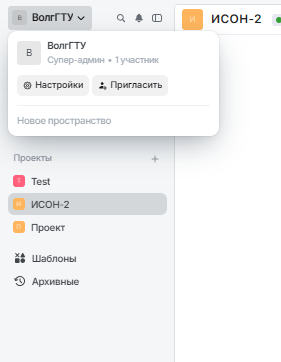 ВолгГТУ
ИСОН-2
В
ВолгГТУ
Супер-админ • 1 участник
Настройки
Пригласить
Новое пространство
Проекты
Test
И ИСОН-2
П Проект
Шаблоны
Архивные